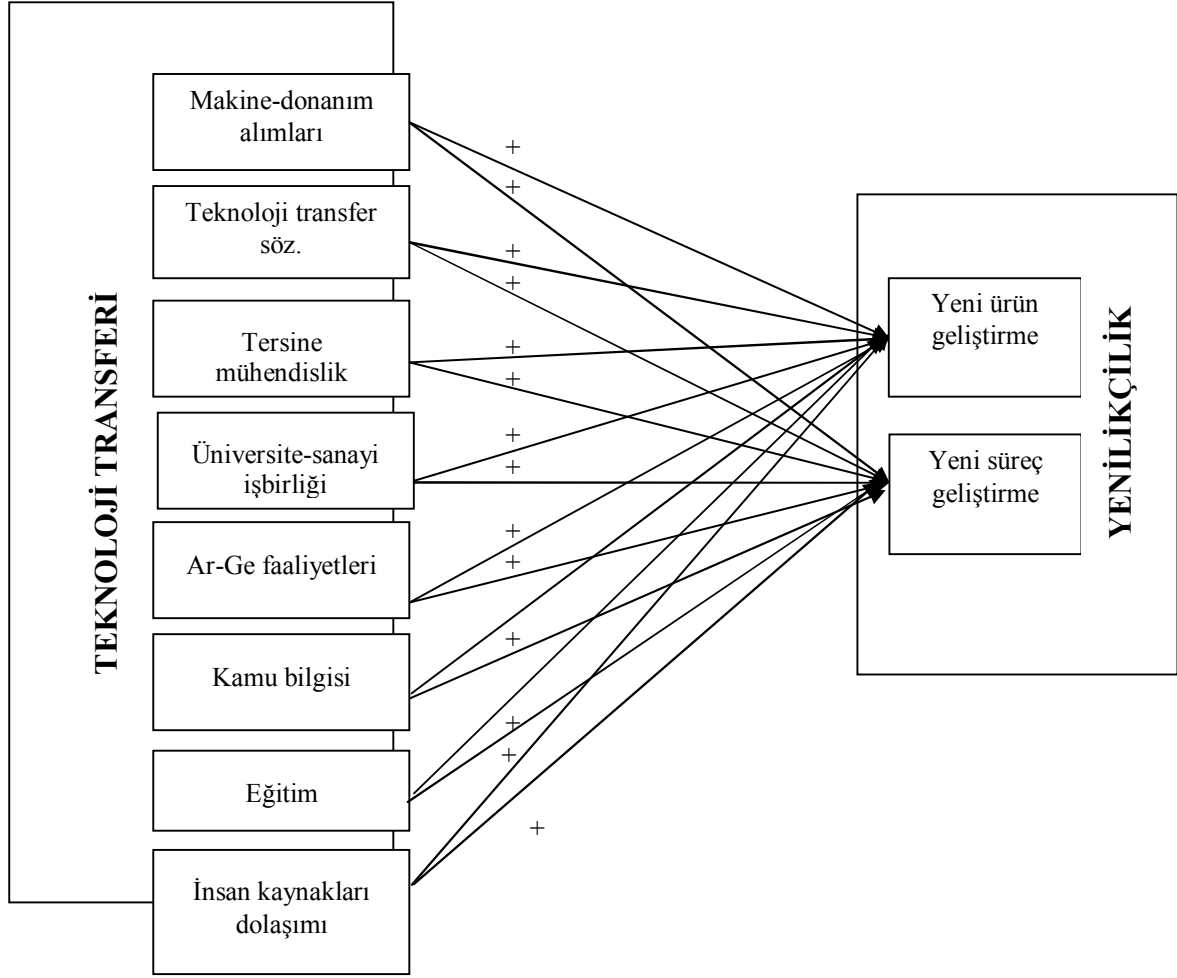 TEKNOLOJİ TRANSFERİ
Makine-donanım
alımları
Teknoloji transfer
söz.
Tersine
mühendislik
Üniversite-sanayi
işbirliği
Ar-Ge faaliyetleri
Kamu bilgisi
Eğitim
İnsan kaynakları
dolaşımı
+
+
+
+
+
+
+
+
+
+
+
+
+
+
Yeni ürün
geliştirme
Yeni süreç
geliştirme
YENİLİKÇİLİK